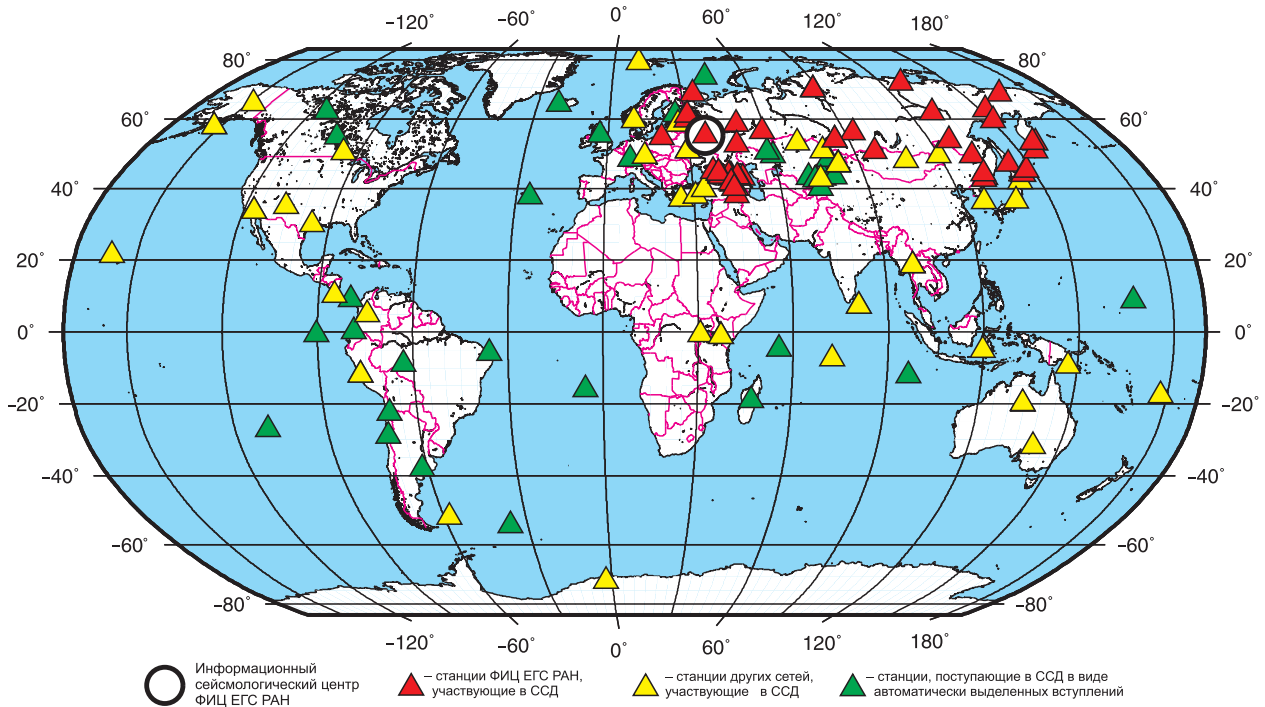 −120° −60° 0° 60° 120° 180°
80° 80°
60° 60°
40° 40°
20° 20°
0° 0°
−20° −20°
−40° −40°
−60° −60°
−80° −80°
−120° −60° 0° 60° 120° 180°
Информационный
сейсмологический центр
ФИЦ ЕГС РАН
– станции ФИЦ ЕГС РАН,
участвующие в ССД
– станции других сетей,
участвующие в ССД
– станции, поступающие в ССД в виде
автоматически выделенных вступлений